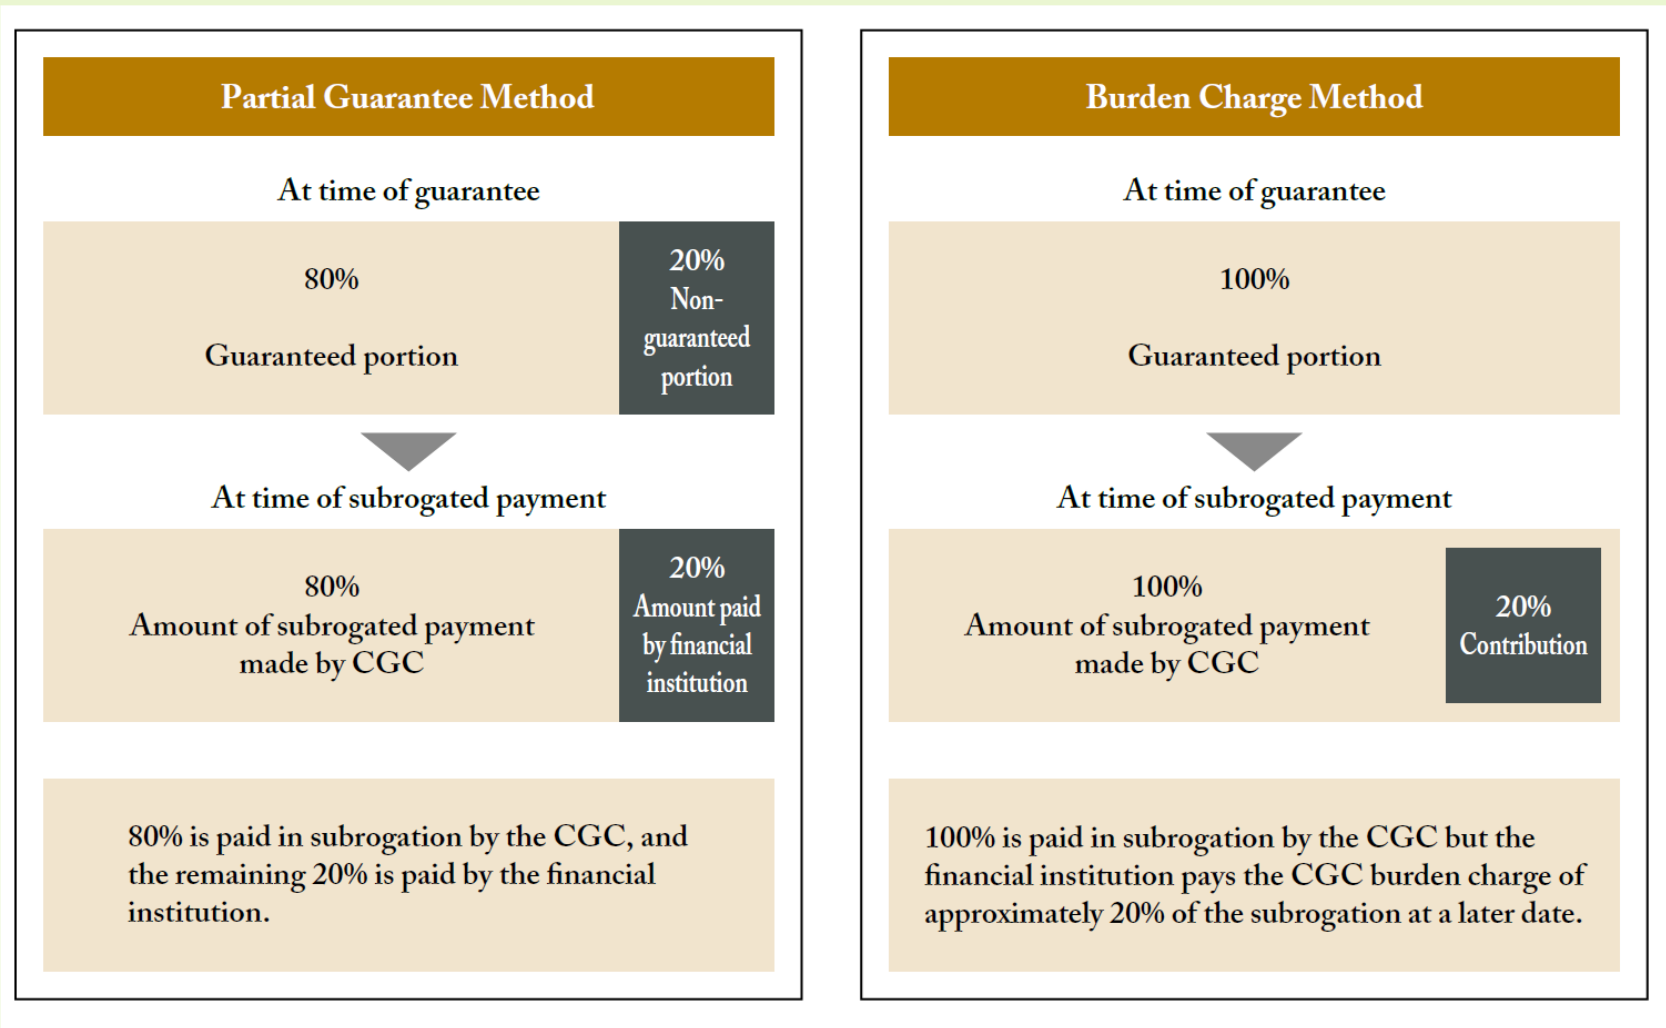 Partial Guarantee Method
At time of guarantee
80%
Guaranteed portion
20%
Non-
guaranteed
portion
At time of subrogated payment
80%
Amount of subrogated payment
made by CGC
20%
Amount paid
by financial
institution
80% is paid in subrogation by the CGC, and
the remaining 20% is paid by the financial
institution.
Burden Charge Method
At time of guarantee
100%
Guaranteed portion
At time of subrogated payment
100%
Amount of subrogated payment
made by CGC
20%
Contribution
100% is paid in subrogation by the CGC but the
financial institution pays the CGC burden charge of
approximately 20% of the subrogation at a later date.